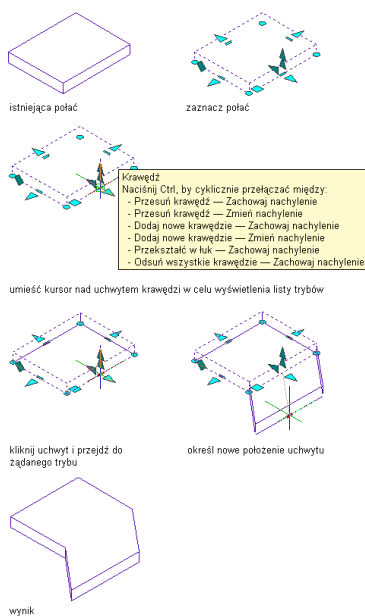 istniejąca połać
zaznacz połać
Krawędź
Naciśnij Ctrl, by cyklicznie przełączać między:
- Przesuń krawędź — Zachowaj nachylenie
- Przesuń krawędź — Zmień nachylenie
- Dodaj nowe krawędzie — Zachowaj nachylenie
- Dodaj nowe krawędzie — Zmień nachylenie
- Przekształć w łuk — Zachowaj nachylenie
- Odsuń wszystkie krawędzie — Zachowaj nachylenie
umieść kursor nad uchwytem krawędzi w celu wyświetlenia listy trybów
kliknij uchwyt i przejdź do
żądanego trybu
określ nowe położenie uchwytu
wynik